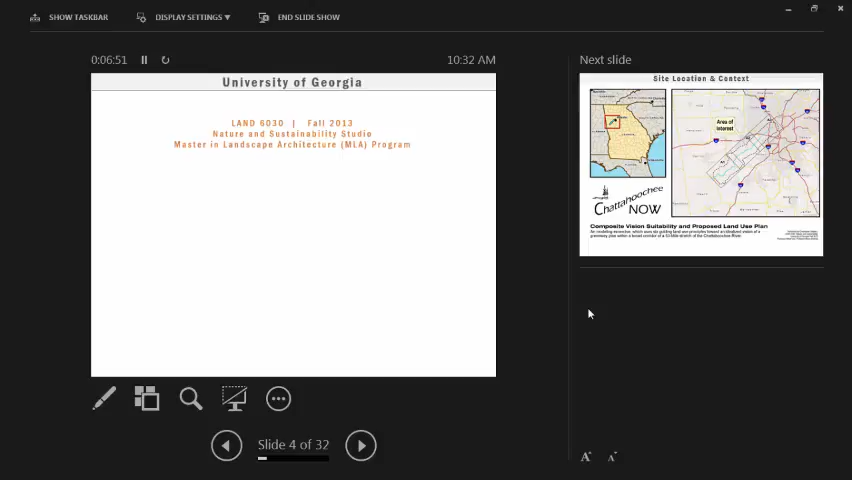 SHOW TASKBAR
DISPLAY SETTINGS ▼
END SLIDE SHOW
0:06:51
10:32 AM
University of Georgia
LAND 6030 | Fall 2013
Nature and Sustainability Studio
Master in Landscape Architecture (MLA) Program
Slide 4 of 32
Next slide
Site Location & Context
Area of
Interest
Chattahoochee
NOW
Composite Vision Suitability and Proposed Land Use Plan
A
A